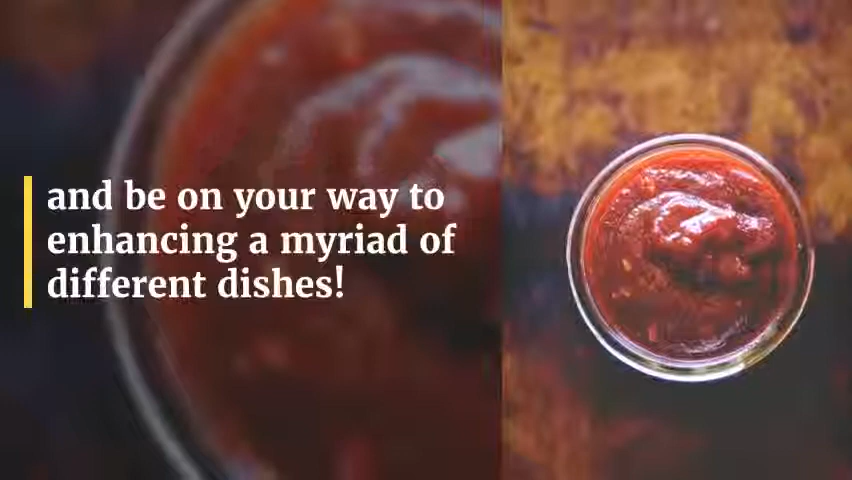 and be on your way to
enhancing a myriad of
different dishes!